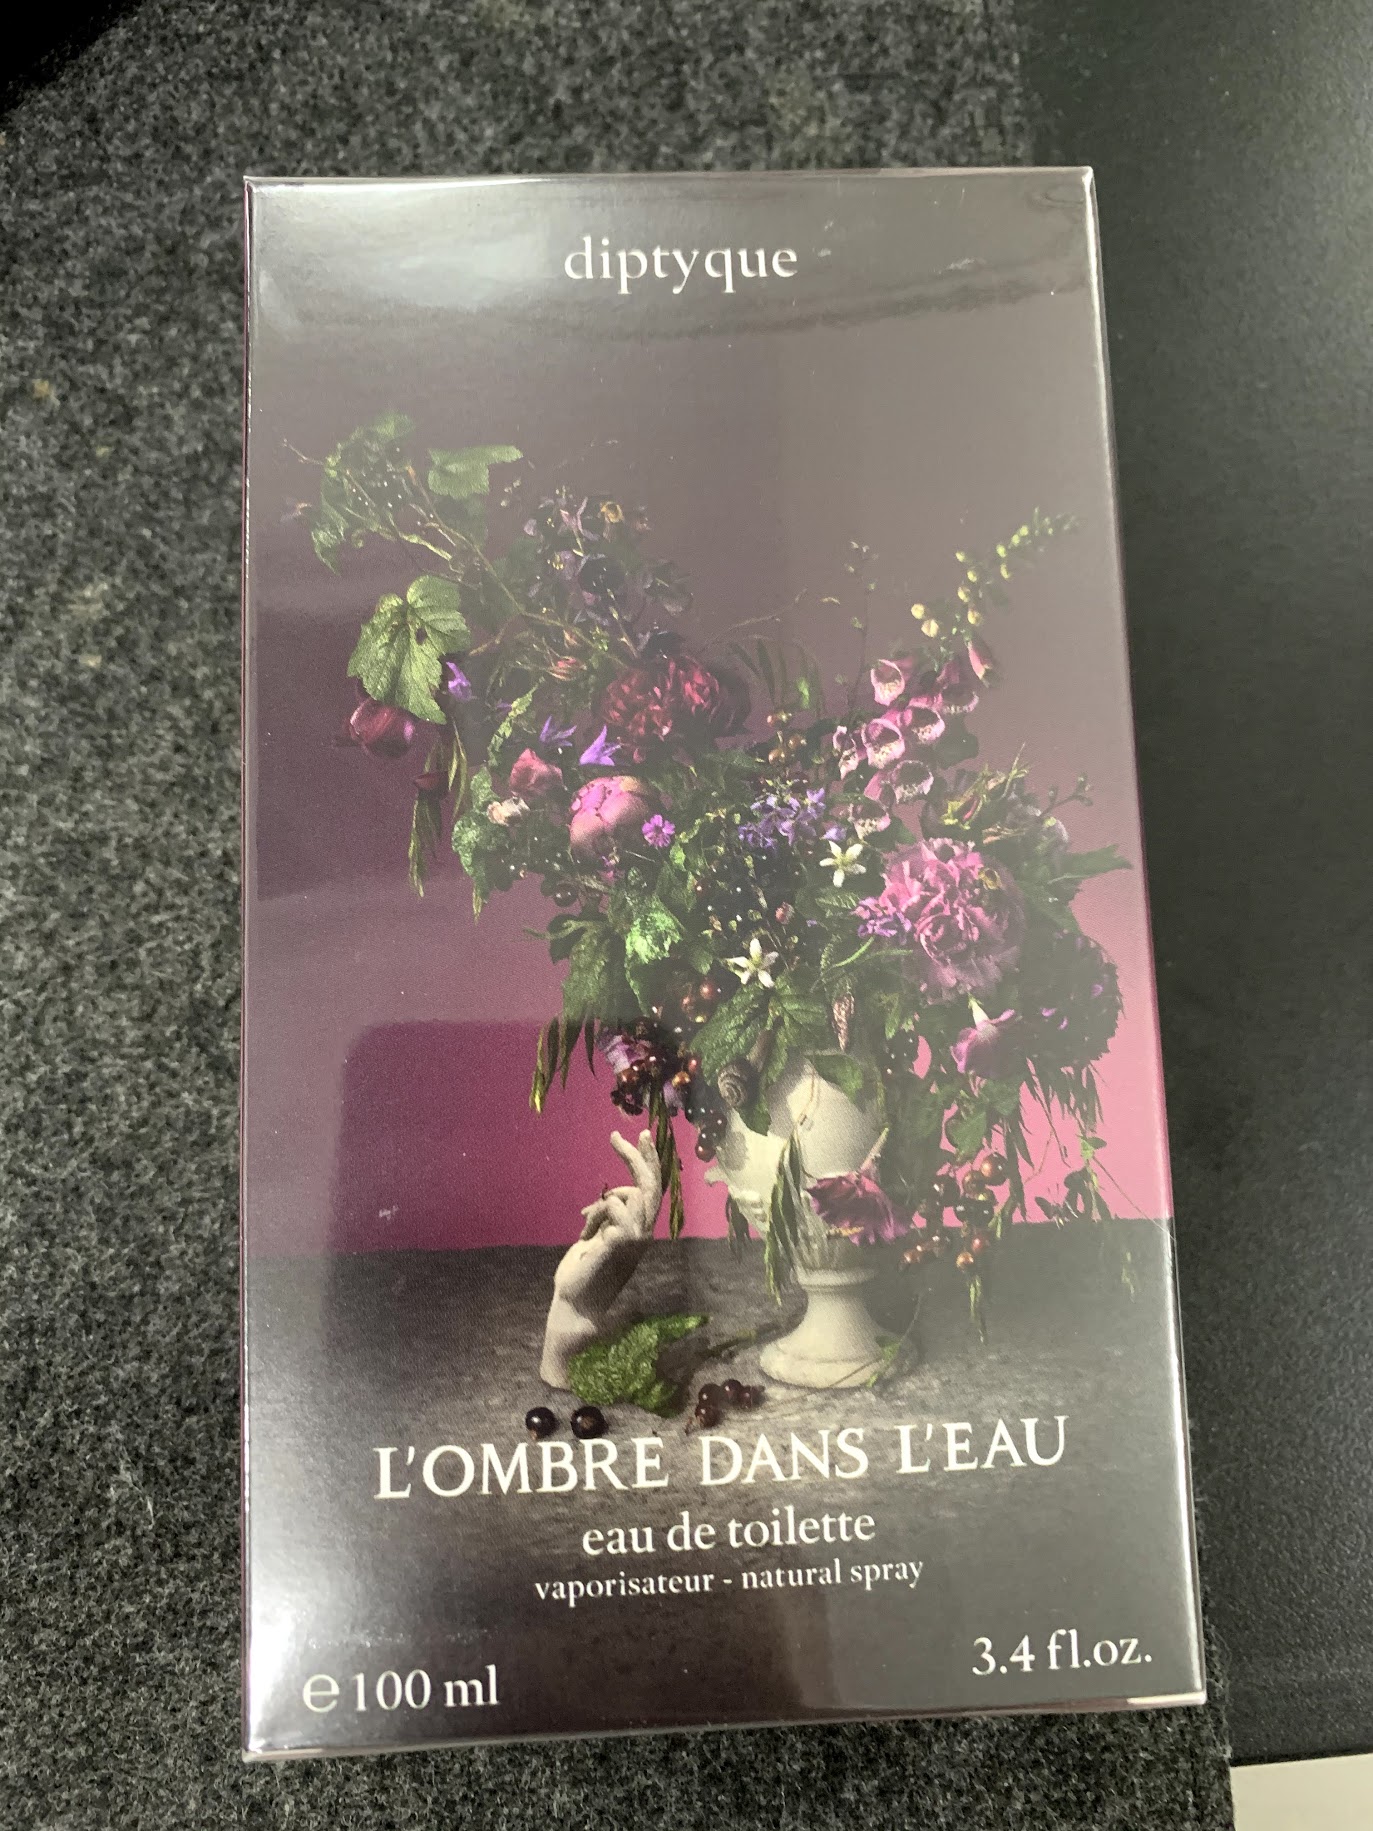 diptyque
L'OMBRE DANS L'EAU
eau de toilette
vaporisateur - natural spray
℮ 100 ml
3.4 fl.oz.